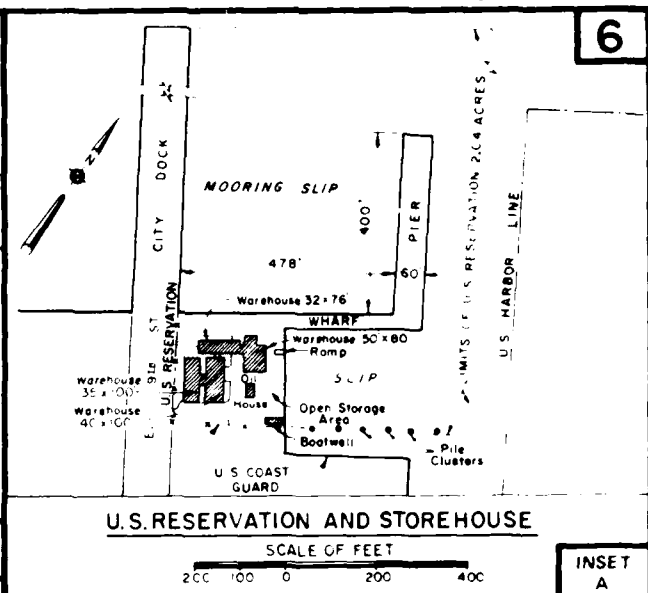 6
N
CITY DOCK
MOORING SLIP
400'
PIER
LIMITS OF U.S. RESERVATION 2.04 ACRES
U.S. HARBOR LINE
478'
60
Warehouse 32 x 76'
WHARF
Warehouse 50' x 80
Ramp
U.S. RESERVATION
E. 91st ST
SLIP
Oil
House
Warehouse
35 x 100
Warehouse
40 x 100
Open Storage
Area
Boatwell
Pile
Clusters
U.S. COAST
GUARD
U.S. RESERVATION AND STOREHOUSE
SCALE OF FEET
200 100 0 200 400
INSET
A